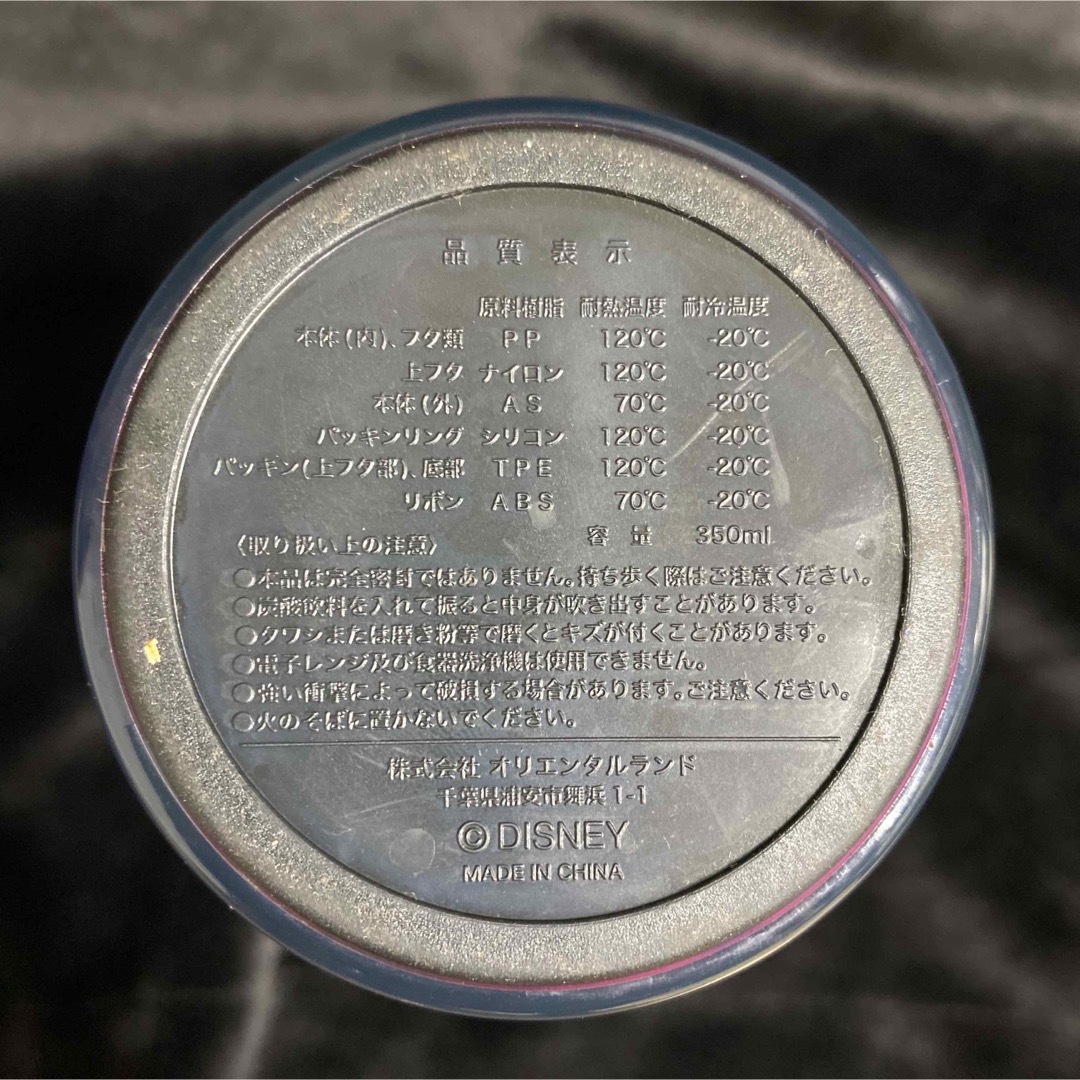 品質表示
原料樹脂 耐熱温度 耐冷温度
本体(内)、フタ類 PP 120℃ -20℃
上フタ ナイロン 120℃ -20℃
本体(外) AS 70℃ -20℃
パッキンリング シリコン 120℃ -20℃
パッキン(上フタ部)、底部 TPE 120℃ -20℃
リボン ABS 70℃ -20℃
容量 350ml
〈取り扱い上の注意〉
○本品は完全密封ではありません。持ち歩く際はご注意ください。
○炭酸飲料を入れて振ると中身が吹き出すことがあります。
○タワシまたは磨き粉等で磨くとキズが付くことがあります。
○電子レンジ及び食器洗浄機は使用できません。
○強い衝撃によって破損する場合があります。ご注意ください。
○火のそばに置かないでください。
株式会社 オリエンタルランド
千葉県浦安市舞浜1-1
© DISNEY
MADE IN CHINA